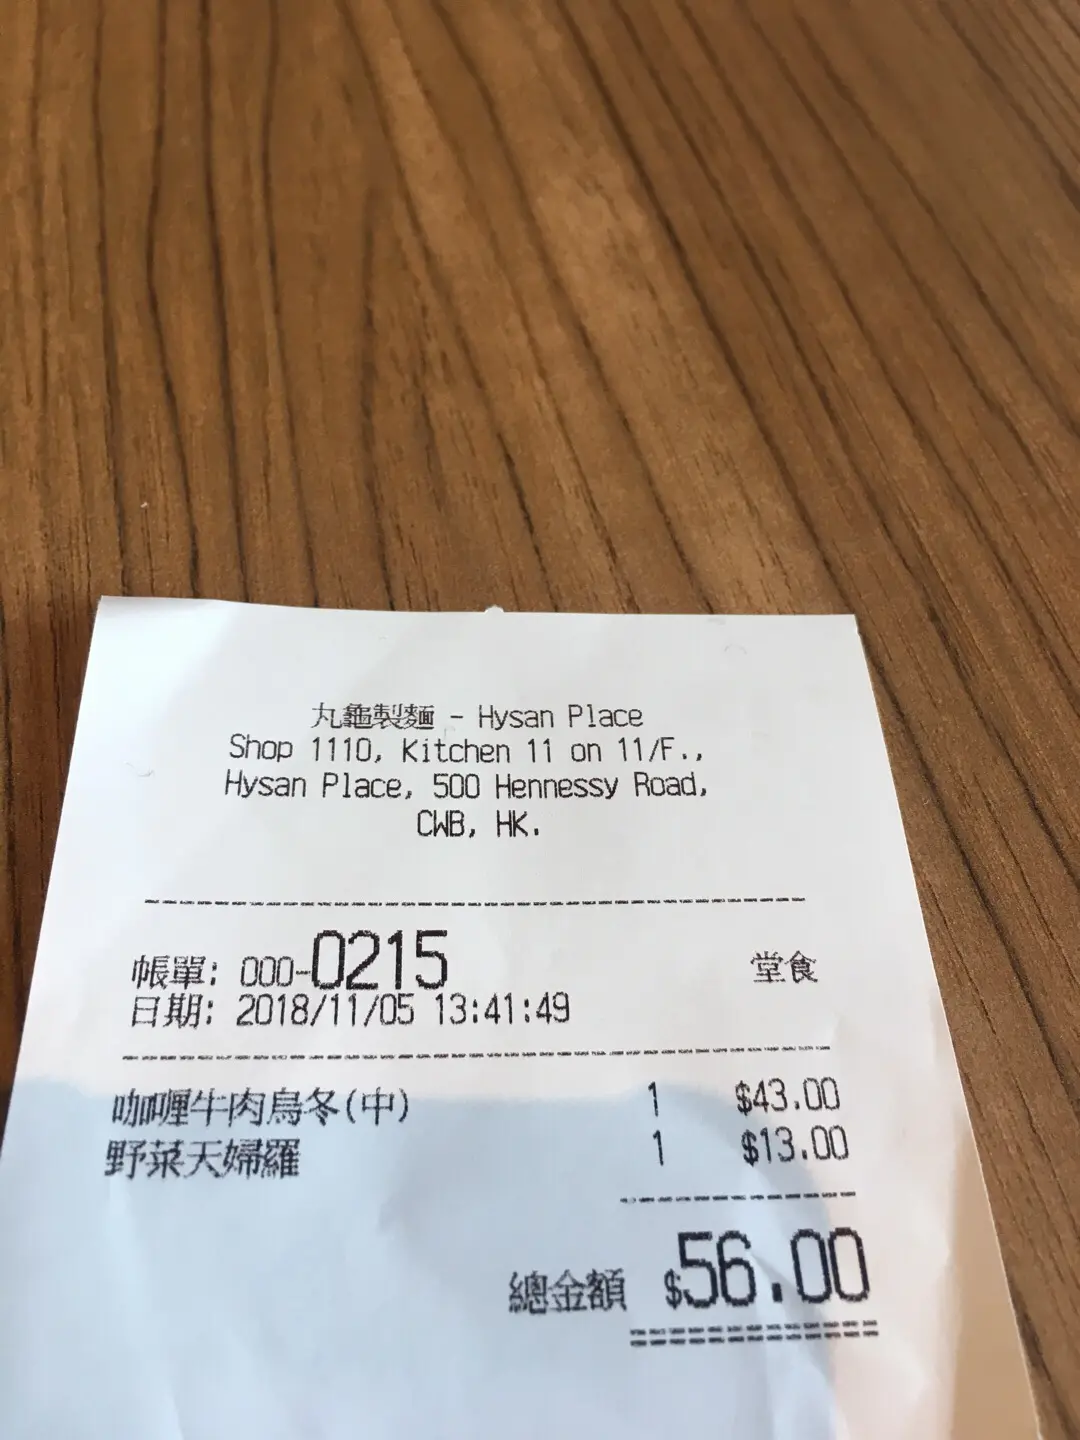 丸龜製麵 - Hysan Place
Shop 1110, Kitchen 11 on 11/F.,
Hysan Place, 500 Hennessy Road,
CWB, HK.
帳單: 000-0215 堂食
日期: 2018/11/05 13:41:49
咖喱牛肉烏冬(中) 1 $43.00
野菜天婦羅 1 $13.00
總金額 $56.00